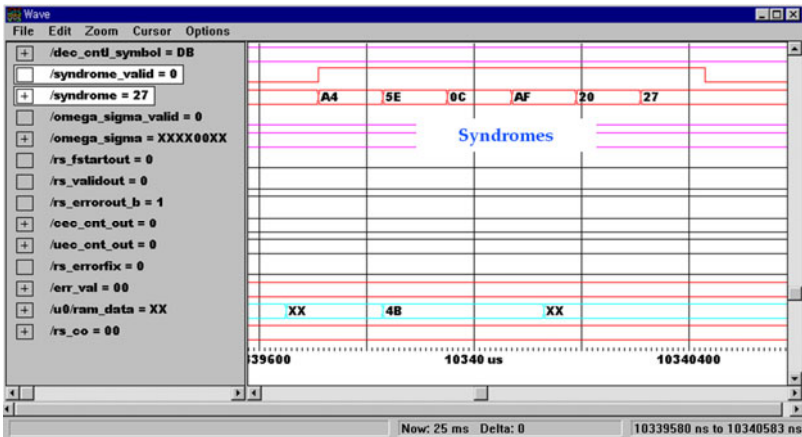 Wave
File Edit Zoom Cursor Options
/dec_cntl_symbol = DB
/syndrome_valid = 0
/syndrome = 27
A4 5E 0C AF 20 27
/omega_sigma_valid = 0
/omega_sigma = XXXX00XX
Syndromes
/rs_fstartout = 0
/rs_validout = 0
/rs_errorout_b = 1
/cec_cnt_out = 0
/uec_cnt_out = 0
/rs_errorfix = 0
/err_val = 00
/u0/ram_data = XX
XX 4B XX
/rs_co = 00
339600 10340 us 10340400
Now: 25 ms Delta: 0 10339580 ns to 10340583 ns